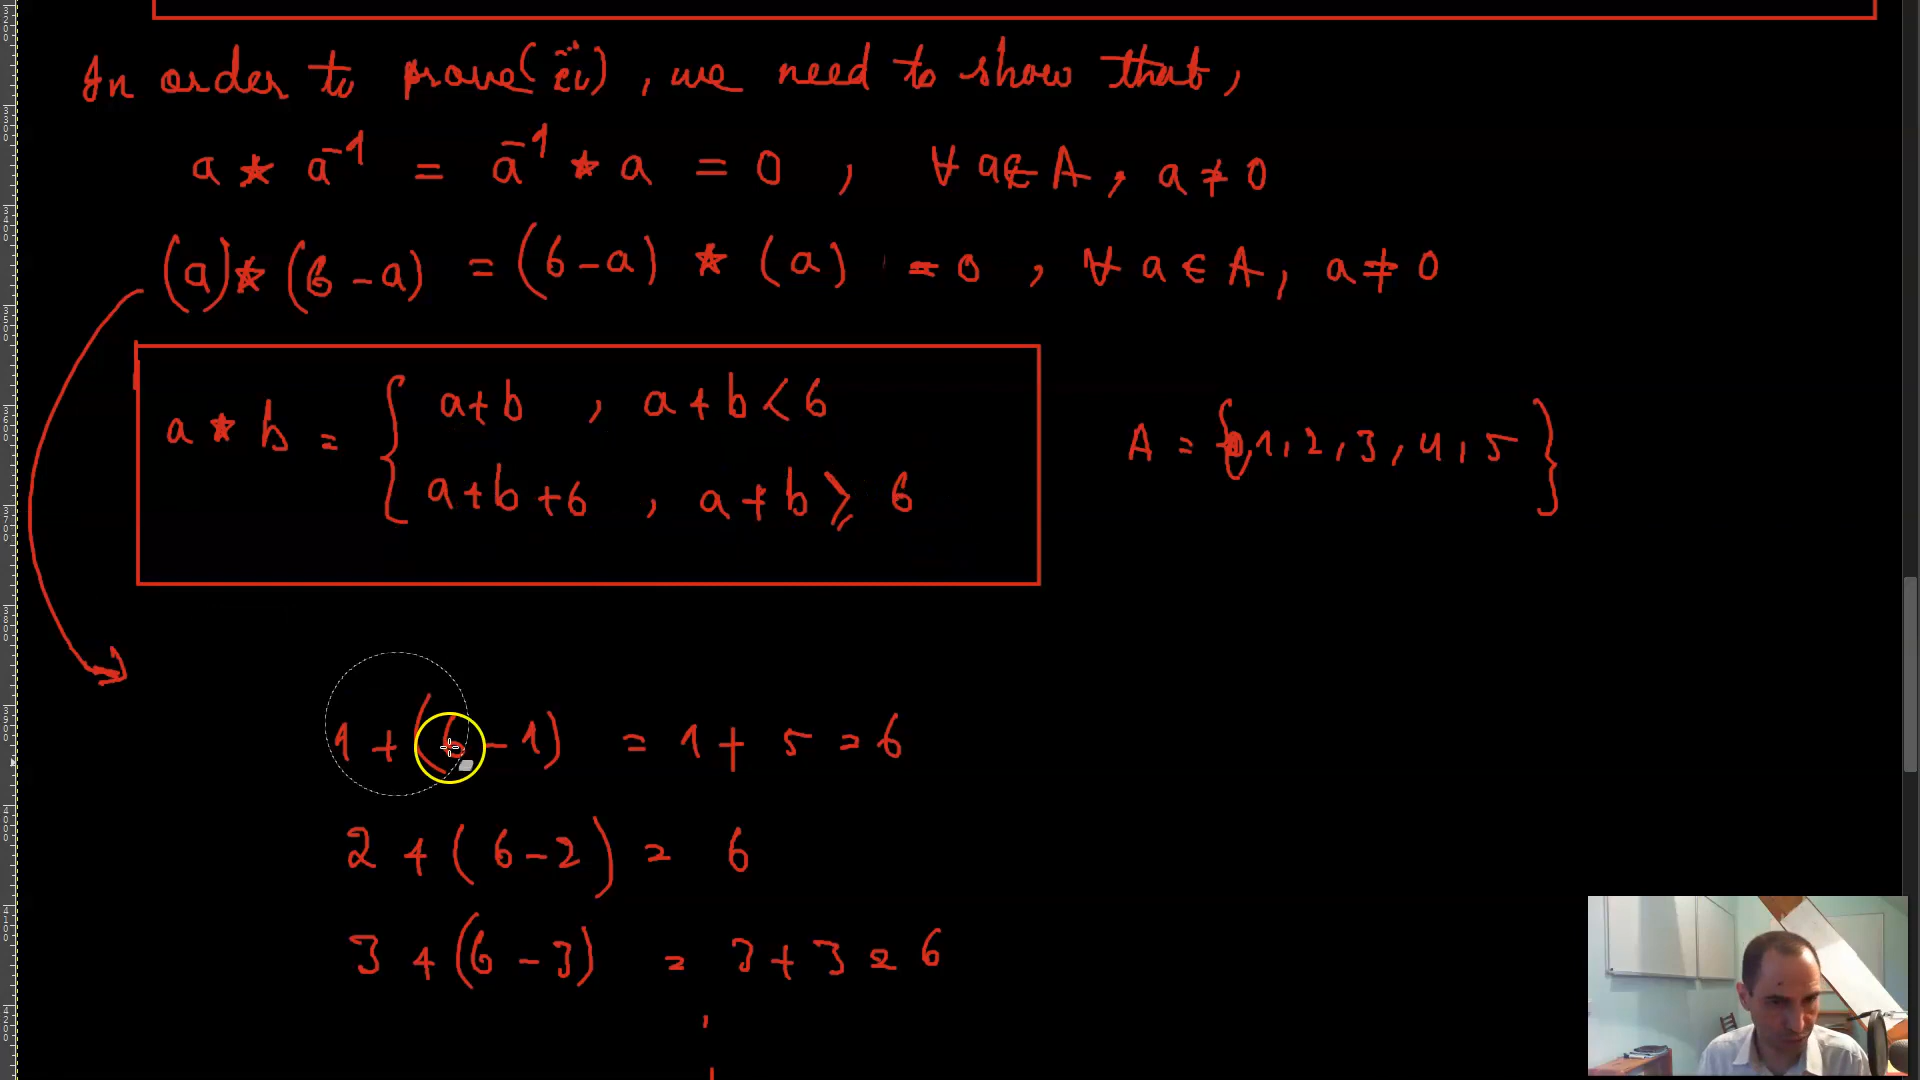 In order to prove (ii), we need to show that,
a * a⁻¹ = a⁻¹ * a = 0 , ∀ a ∈ A, a ≠ 0
(a) * (6 - a) = (6 - a) * (a) = 0 , ∀ a ∈ A, a ≠ 0
a * b = { a+b , a+b < 6
a+b+6 , a+b ≥ 6
A = {0, 1, 2, 3, 4, 5}
1 + (6 - 1) = 1 + 5 = 6
2 + (6 - 2) = 6
3 + (6 - 3) = 3 + 3 = 6